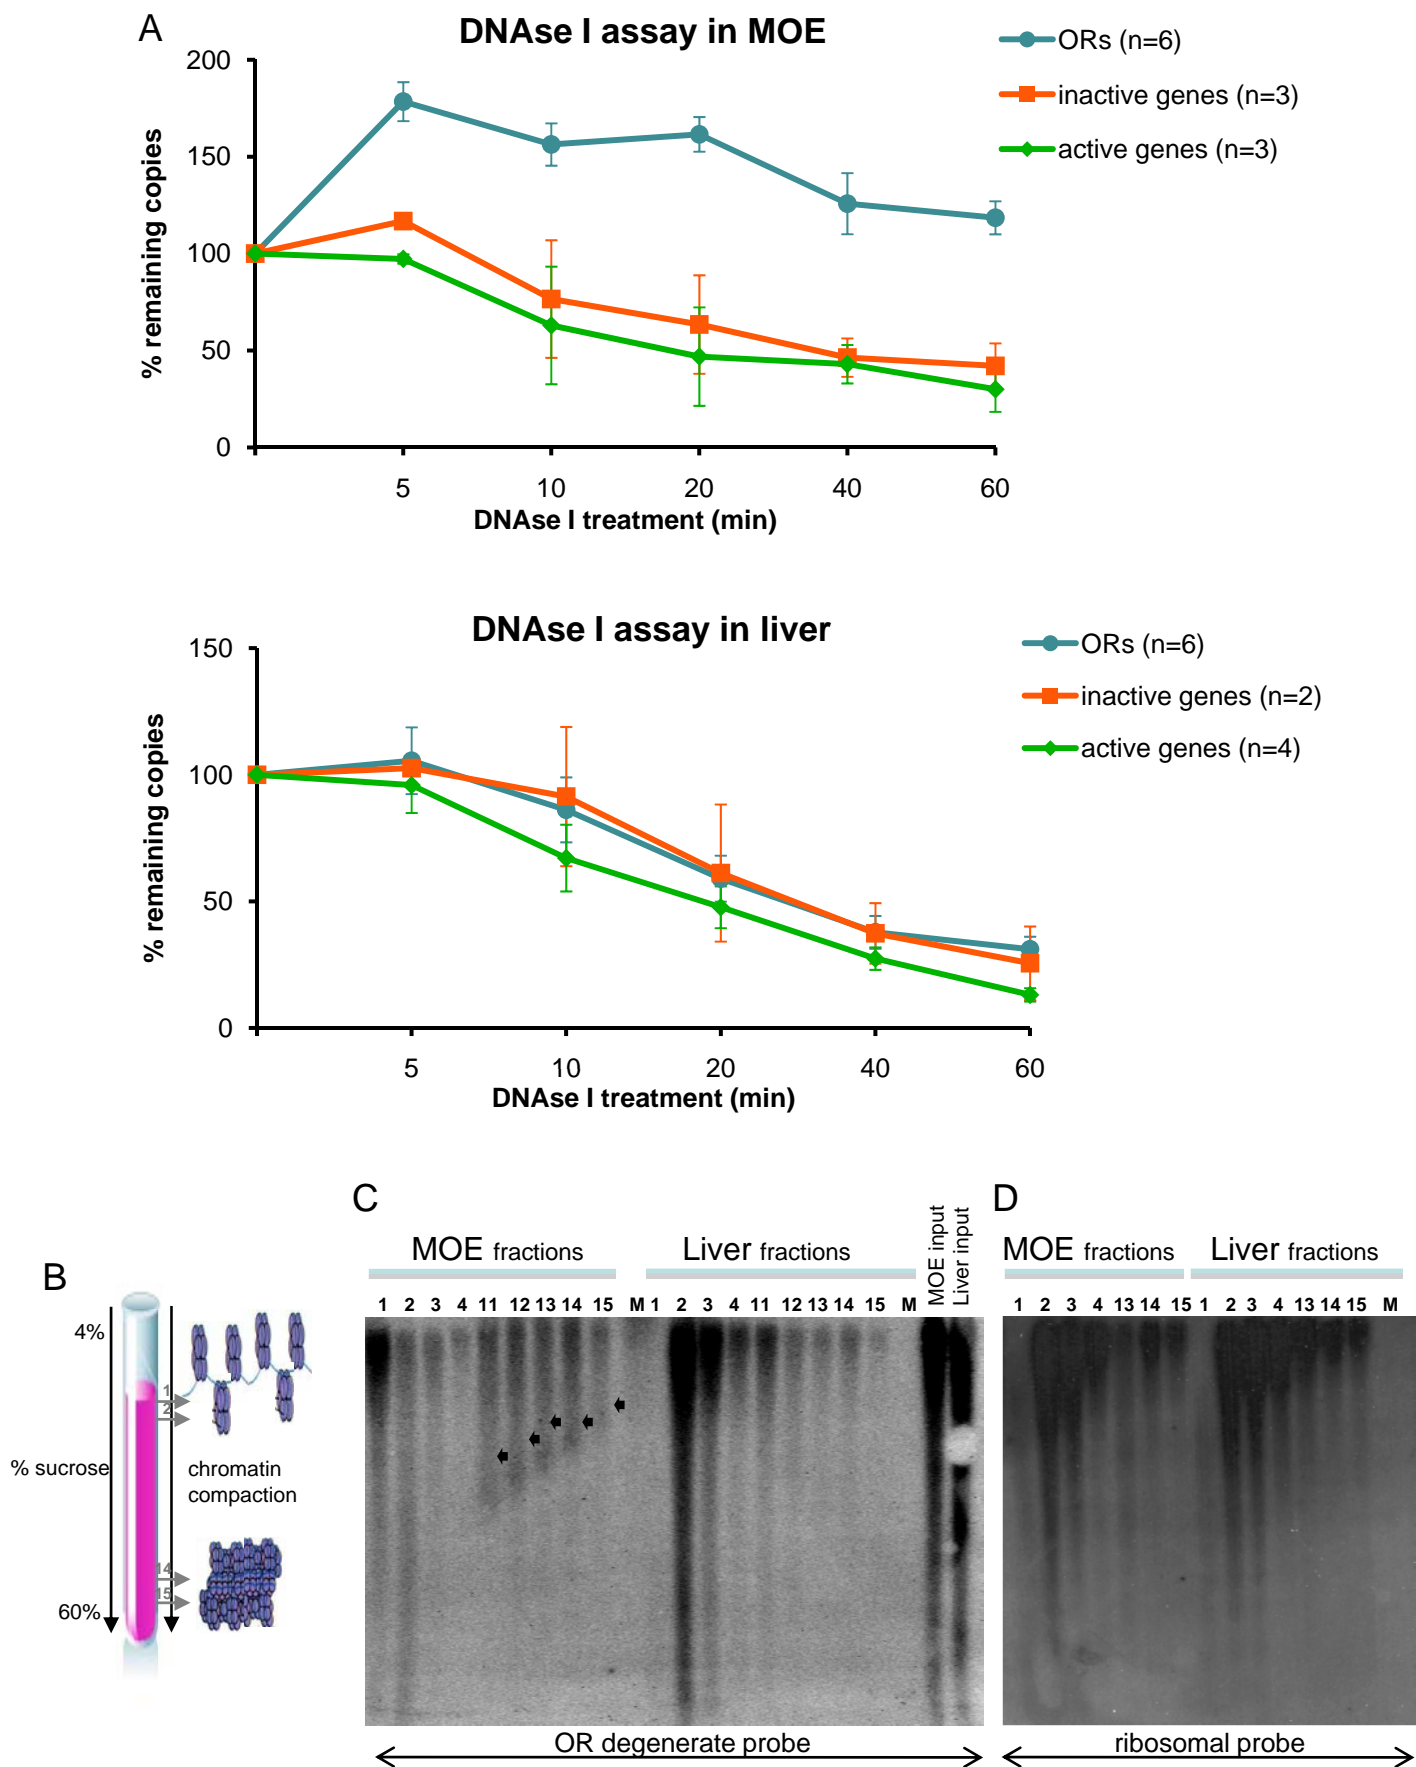 A
DNAse I assay in MOE
ORs (n=6)
inactive genes (n=3)
active genes (n=3)
% remaining copies
200
150
100
50
0
5 10 20 40 60
DNAse I treatment (min)
DNAse I assay in liver
ORs (n=6)
inactive genes (n=2)
active genes (n=4)
% remaining copies
150
100
50
0
5 10 20 40 60
DNAse I treatment (min)
B
4%
% sucrose
60%
1
2
14
15
chromatin
compaction
C
MOE fractions
Liver fractions
MOE input
Liver input
1 2 3 4 11 12 13 14 15 M 1 2 3 4 11 12 13 14 15 M
OR degenerate probe
D
MOE fractions Liver fractions
1 2 3 4 13 14 15 1 2 3 4 13 14 15 M
ribosomal probe